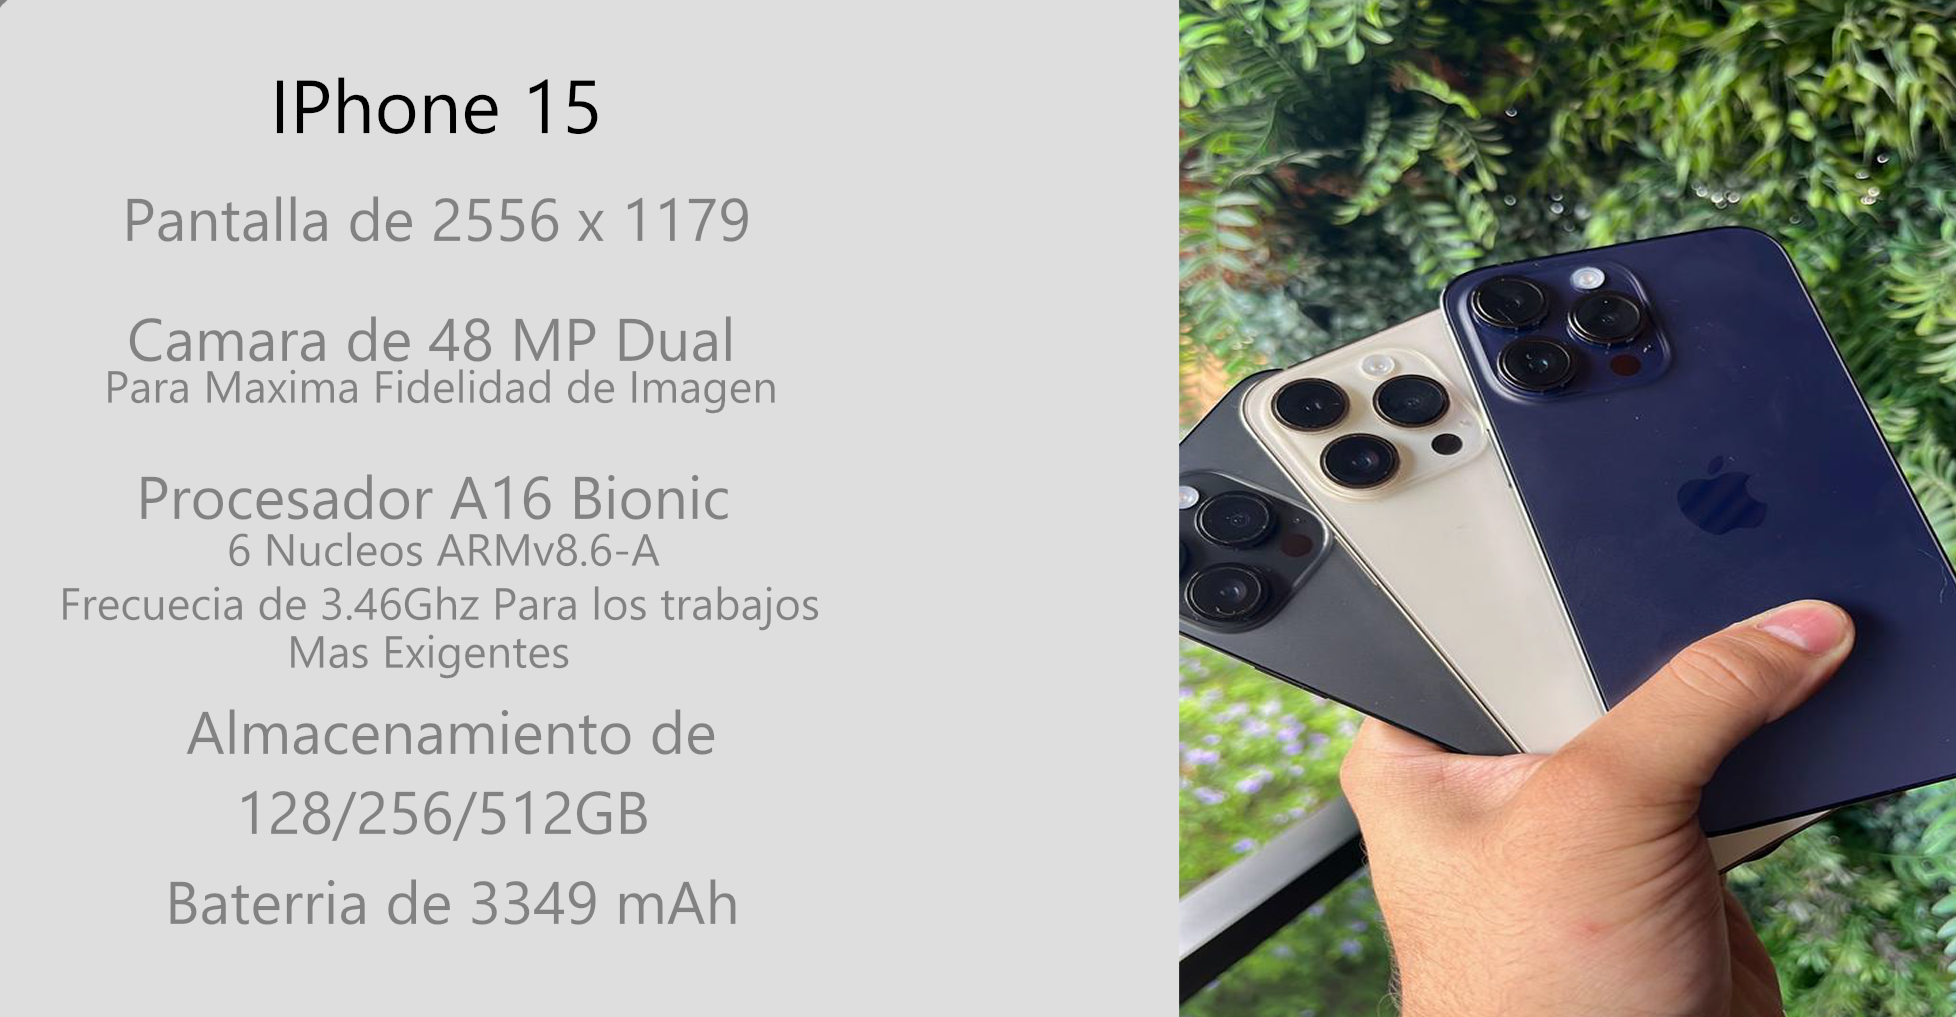 IPhone 15
Pantalla de 2556 x 1179
Camara de 48 MP Dual
Para Maxima Fidelidad de Imagen
Procesador A16 Bionic
6 Nucleos ARMv8.6-A
Frecuecia de 3.46Ghz Para los trabajos
Mas Exigentes
Almacenamiento de
128/256/512GB
Baterria de 3349 mAh